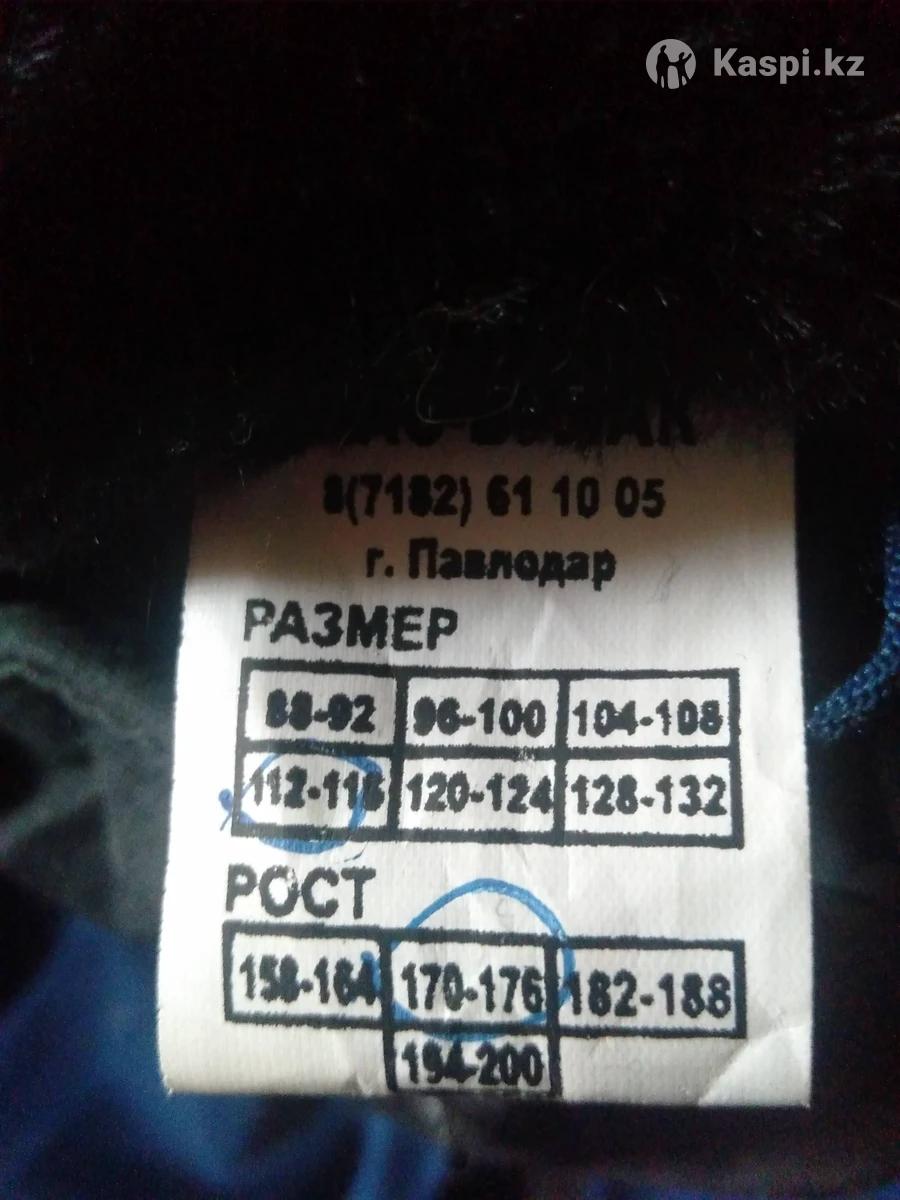 Kaspi.kz
8(7182) 61 10 05
г. Павлодар
РАЗМЕР
88-92 96-100 104-108
112-116 120-124 128-132
РОСТ
158-164 170-176 182-188
194-200